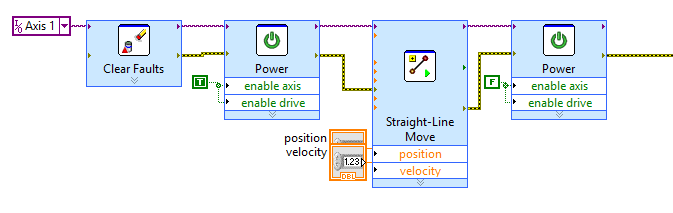 I/O Axis 1
Clear Faults
Power
enable axis
enable drive
T
Straight-Line
Move
position
velocity
position
velocity
1.23
DBL
Power
enable axis
enable drive
F